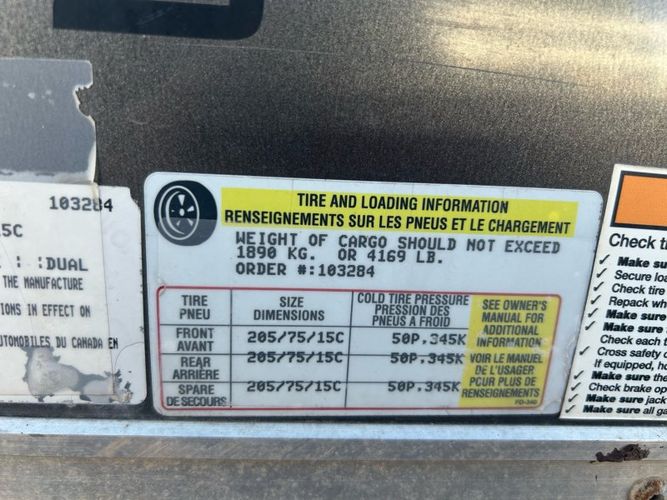 103284
5C
: :DUAL
THE MANUFACTURE
IONS IN EFFECT ON
AUTOMOBILES DU CANADA EN
TIRE AND LOADING INFORMATION
RENSEIGNEMENTS SUR LES PNEUS ET LE CHARGEMENT
WEIGHT OF CARGO SHOULD NOT EXCEED
1890 KG. OR 4169 LB.
ORDER #:103284
TIRE PNEU
SIZE DIMENSIONS
COLD TIRE PRESSURE PRESSION DES PNEUS A FROID
FRONT AVANT 205/75/15C 50P.345K
REAR ARRIÈRE 205/75/15C 50P.345K
SPARE DE SECOURS 205/75/15C 50P.345K
SEE OWNER'S
MANUAL FOR
ADDITIONAL
INFORMATION
VOIR LE MANUEL
DE L'USAGER
POUR PLUS DE
RENSEIGNEMENTS
Check ti
✓ Make su
✓ Secure loa
✓ Check tire
✓ Repack wh
✓ Make sure
✓ Make sure
Check each t
✓ Cross safety c
If equipped, ho
✓ Make sure the
✓ Check brake op
✓ Make sure jack
✓ Make sure all ga